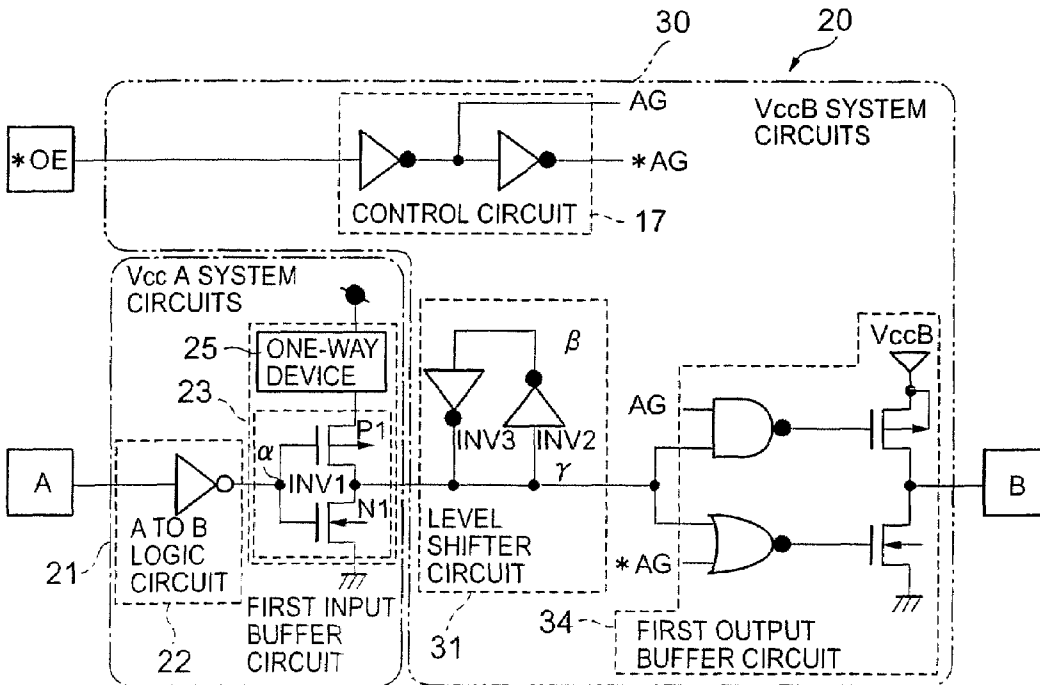 30
20
AG
VccB SYSTEM
CIRCUITS
*OE
*AG
CONTROL CIRCUIT
17
Vcc A SYSTEM
CIRCUITS
25
ONE-WAY
DEVICE
β
VccB
23
P1
AG
INV3
INV2
A
α
INV1
γ
B
N1
A TO B
LOGIC
CIRCUIT
LEVEL
SHIFTER
CIRCUIT
*AG
21
FIRST INPUT
BUFFER
CIRCUIT
34
FIRST OUTPUT
BUFFER CIRCUIT
22
31